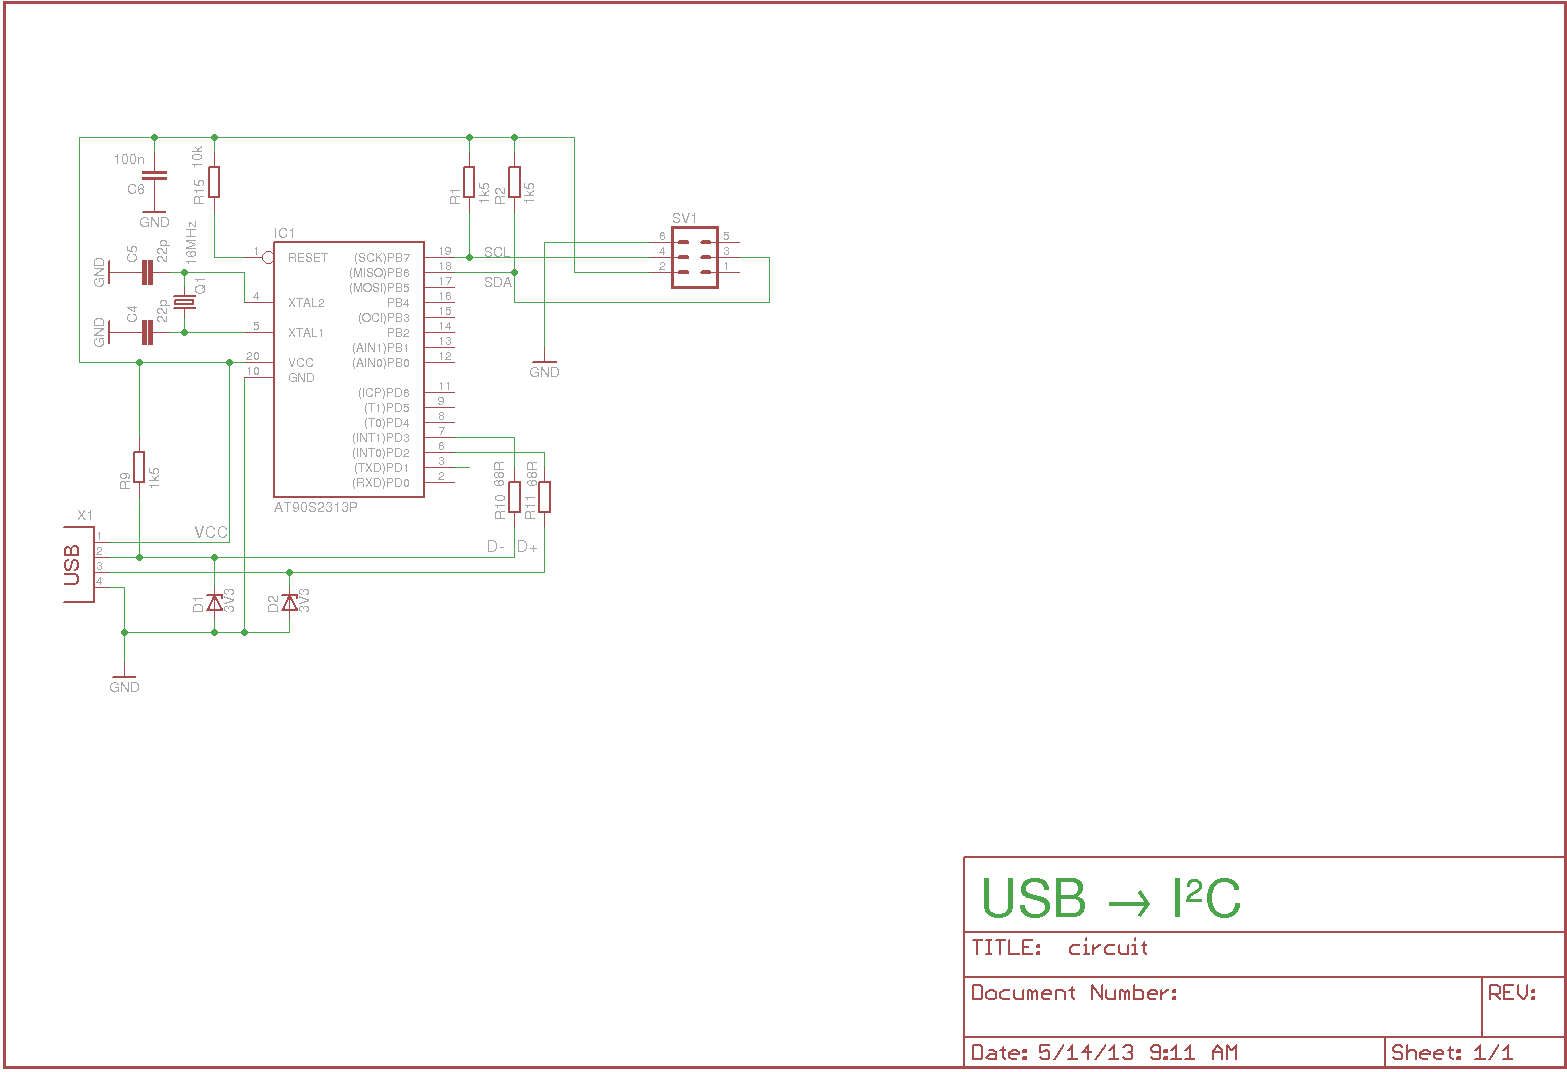 100n
C6
GND
R15 10k
R1
1k5
R2
1k5
SV1
6
4
2
5
3
1
GND
C5
22p
16MHz
Q1
GND
C4
22p
IC1
1
RESET
4
XTAL2
5
XTAL1
20
VCC
10
GND
(SCK)PB7
19
SCL
(MISO)PB6
18
(MOSI)PB5
17
SDA
PB4
16
(OCI)PB3
15
PB2
14
(AIN1)PB1
13
(AIN0)PB0
12
(ICP)PD6
11
(T1)PD5
9
(T0)PD4
8
(INT1)PD3
7
(INT0)PD2
6
(TXD)PD1
3
(RXD)PD0
2
AT90S2313P
GND
R9
1k5
R10 68R
R11 68R
X1
USB
1
2
3
4
VCC
D- D+
D1
3V3
D2
3V3
GND
USB → I²C
TITLE: circuit
Document Number:
REV:
Date: 5/14/13 9:11 AM
Sheet: 1/1